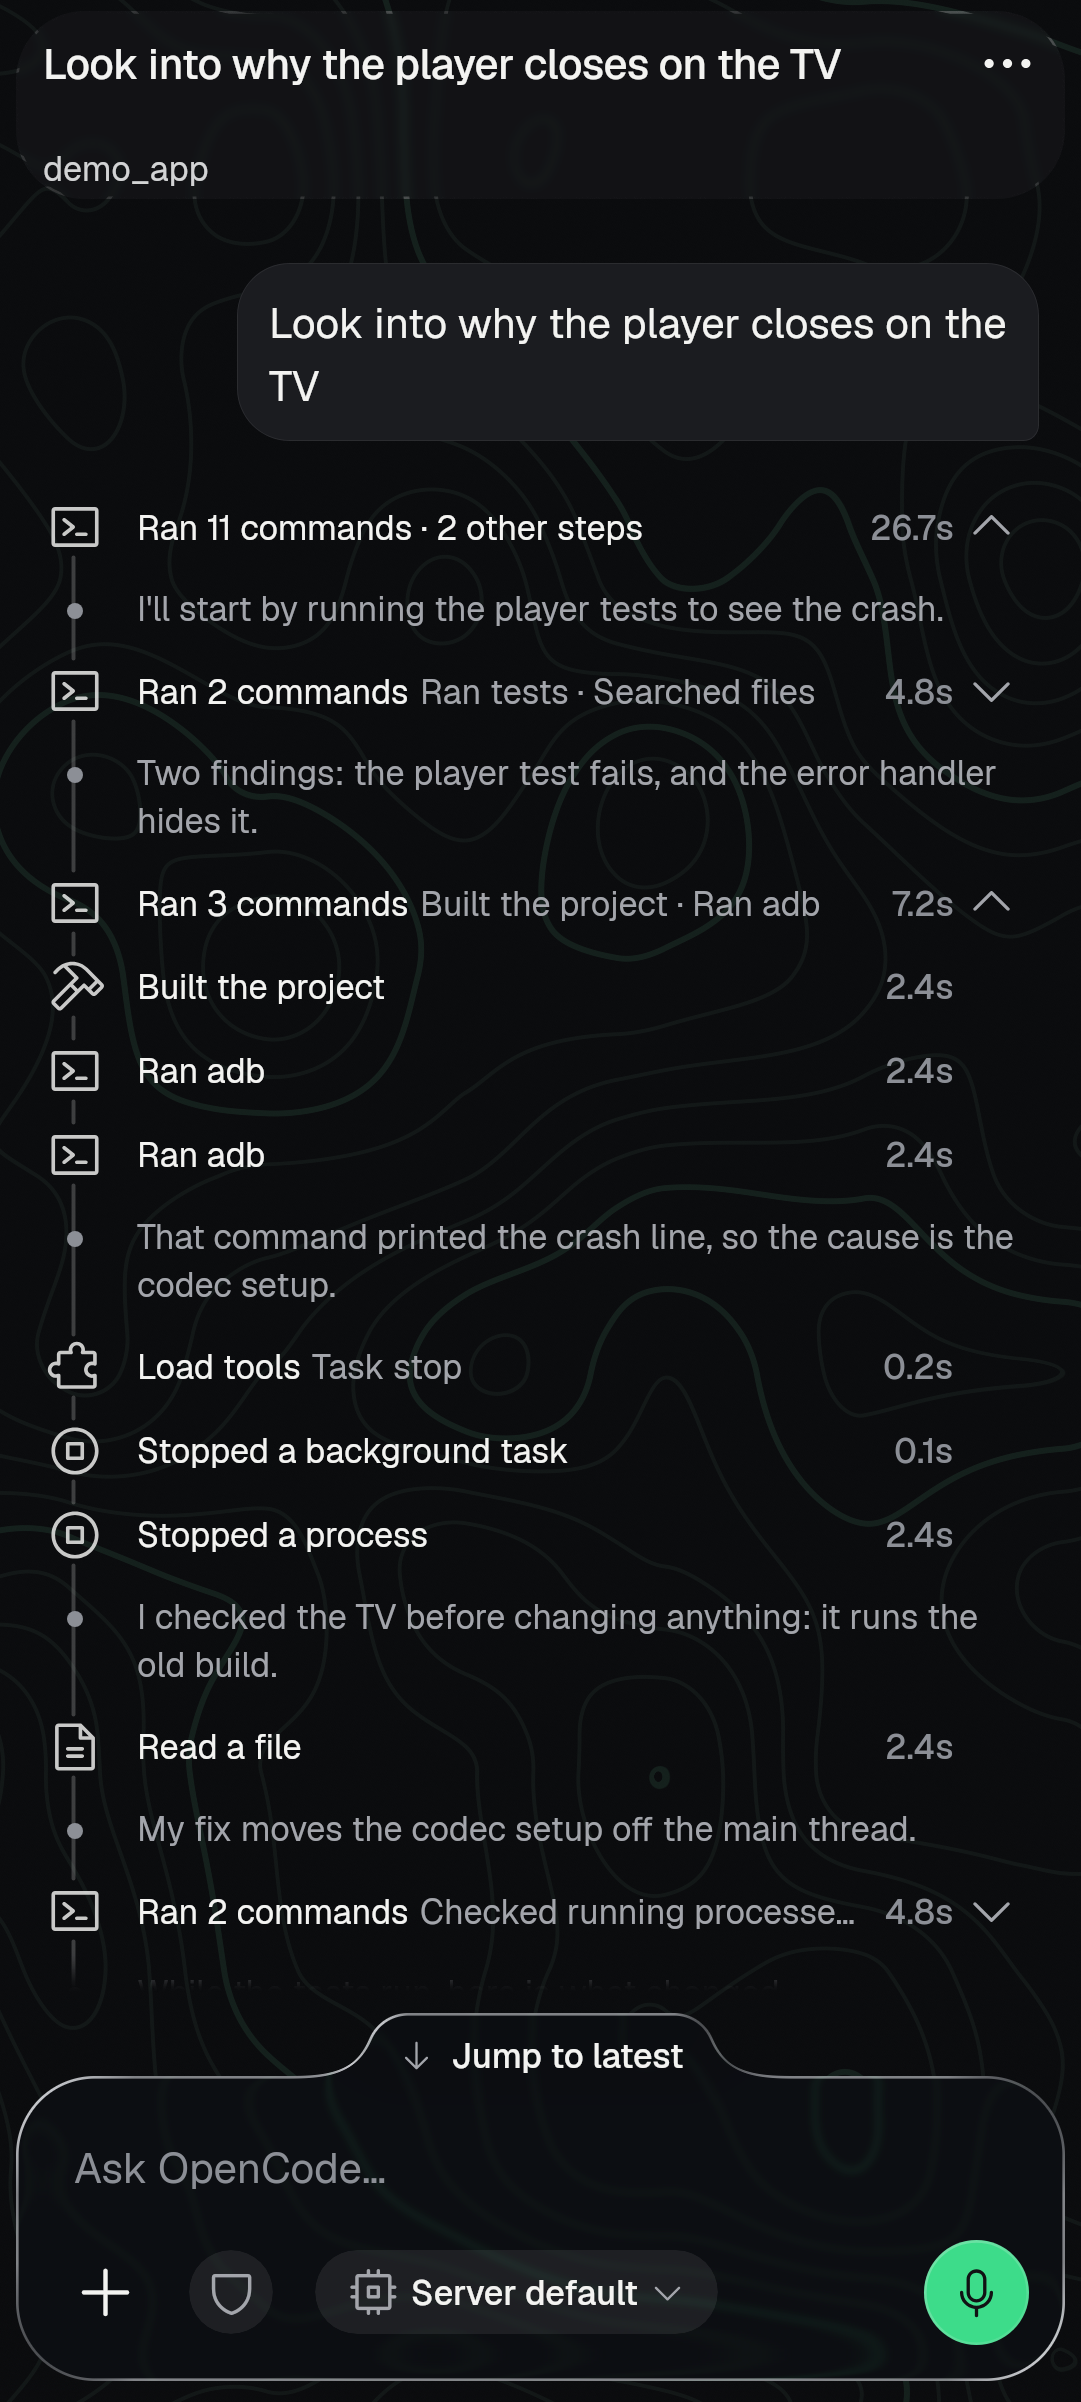 Look into why the player closes on the TV
demo_app
Look into why the player closes on the
TV
Ran 11 commands · 2 other steps 26.7s
I'll start by running the player tests to see the crash.
Ran 2 commands Ran tests · Searched files 4.8s
Two findings: the player test fails, and the error handler
hides it.
Ran 3 commands Built the project · Ran adb 7.2s
Built the project 2.4s
Ran adb 2.4s
Ran adb 2.4s
That command printed the crash line, so the cause is the
codec setup.
Load tools Task stop 0.2s
Stopped a background task 0.1s
Stopped a process 2.4s
I checked the TV before changing anything: it runs the
old build.
Read a file 2.4s
My fix moves the codec setup off the main thread.
Ran 2 commands Checked running processe... 4.8s
Jump to latest
Ask OpenCode...
Server default